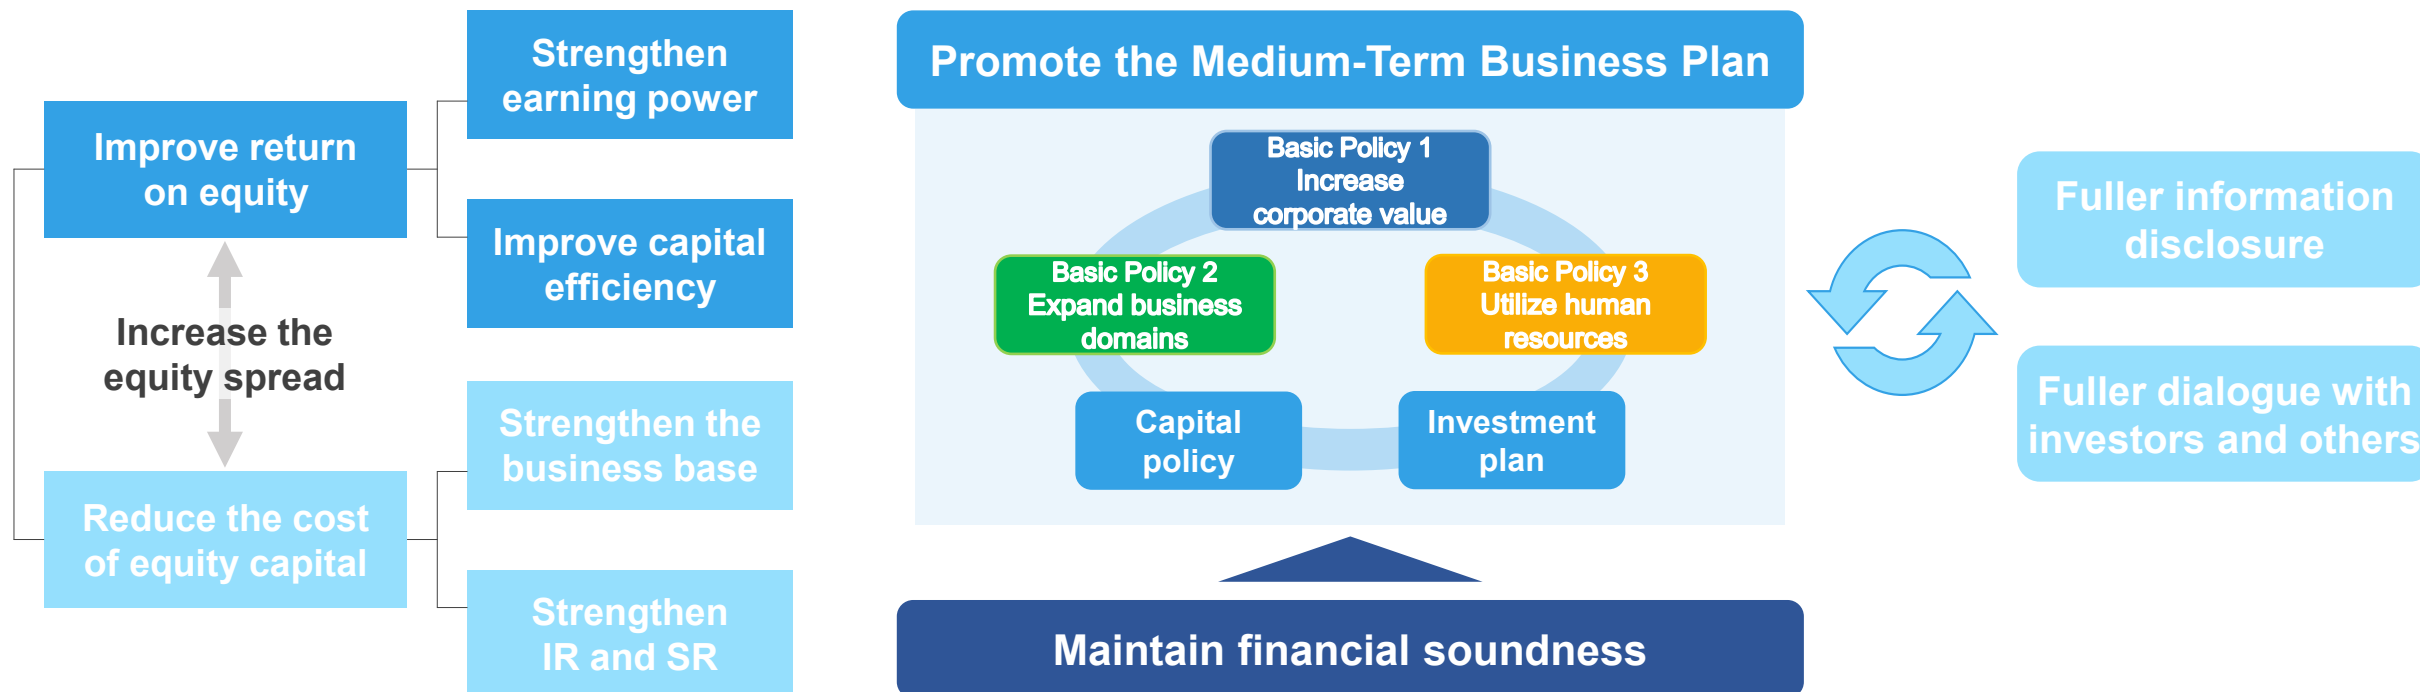 Improve return
on equity
Increase the
equity spread
Reduce the cost
of equity capital
Strengthen
earning power
Improve capital
efficiency
Strengthen the
business base
Strengthen
IR and SR
Promote the Medium-Term Business Plan
Basic Policy 1
Increase
corporate value
Basic Policy 2
Expand business
domains
Basic Policy 3
Utilize human
resources
Capital
policy
Investment
plan
Maintain financial soundness
Fuller information
disclosure
Fuller dialogue with
investors and others